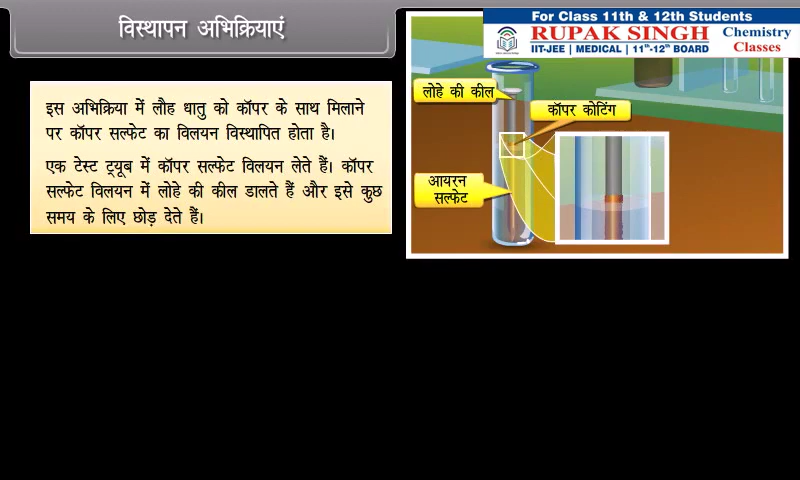 विस्थापन अभिक्रियाएं
For Class 11th & 12th Students
RUPAK SINGH
Chemistry
Classes
IIT-JEE | MEDICAL | 11th-12th BOARD
इस अभिक्रिया में लौह धातु को कॉपर के साथ मिलाने
पर कॉपर सल्फेट का विलयन विस्थापित होता है।
एक टेस्ट ट्यूब में कॉपर सल्फेट विलयन लेते हैं। कॉपर
सल्फेट विलयन में लोहे की कील डालते हैं और इसे कुछ
समय के लिए छोड़ देते हैं।
लोहे की कील
कॉपर कोटिंग
आयरन
सल्फेट